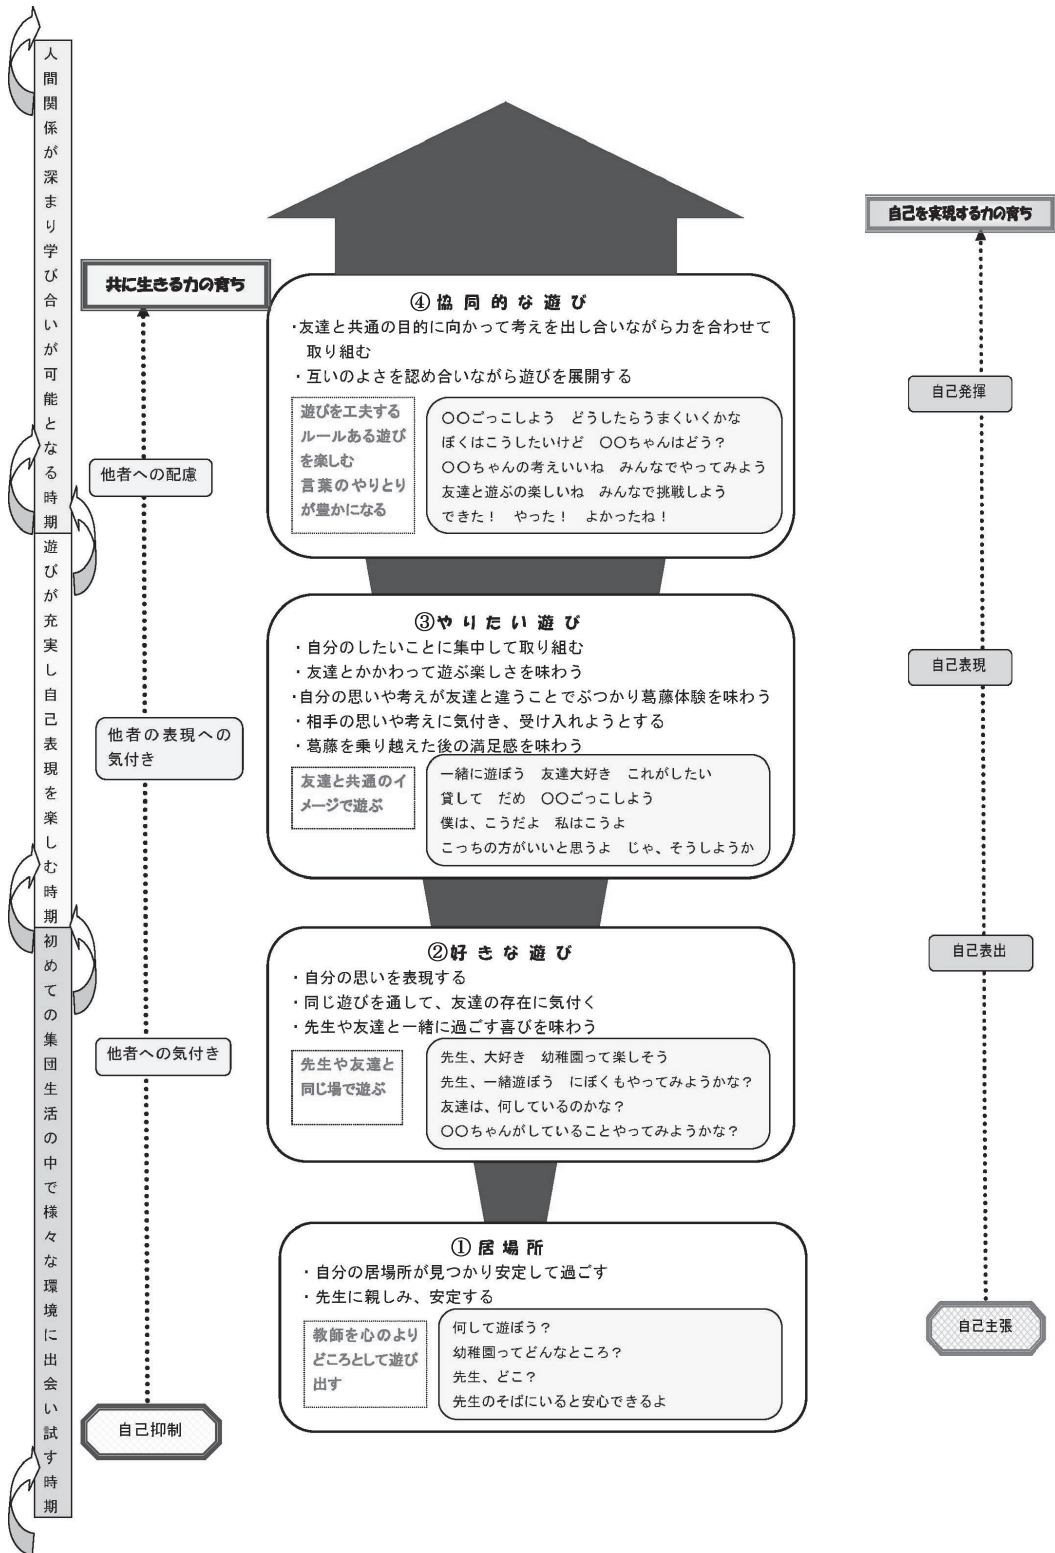 人間関係が深まり学び合いが可能となる時期
遊びが充実し自己表現を楽しむ時期
初めての集団生活の中で様々な環境に出会い試す時期
共に生きる力の育ち
他者への配慮
他者の表現への
気付き
他者への気付き
自己抑制
④協同的な遊び
・友達と共通の目的に向かって考えを出し合いながら力を合わせて
取り組む
・互いのよさを認め合いながら遊びを展開する
遊びを工夫する
ルールある遊び
を楽しむ
言葉のやりとり
が豊かになる
〇〇ごっこしよう　どうしたらうまくいくかな
ぼくはこうしたいけど　〇〇ちゃんはどう？
〇〇ちゃんの考えいいね　みんなでやってみよう
友達と遊ぶの楽しいね　みんなで挑戦しよう
できた！　やった！　よかったね！
③やりたい遊び
・自分のしたいことに集中して取り組む
・友達とかかわって遊ぶ楽しさを味わう
・自分の思いや考えが友達と違うことでぶつかり葛藤体験を味わう
・相手の思いや考えに気付き、受け入れようとする
・葛藤を乗り越えた後の満足感を味わう
友達と共通のイ
メージで遊ぶ
一緒に遊ぼう　友達大好き　これがしたい
貸して　だめ　〇〇ごっこしよう
僕は、こうだよ　私はこうよ
こっちの方がいいと思うよ　じゃ、そうしようか
②好きな遊び
・自分の思いを表現する
・同じ遊びを通して、友達の存在に気付く
・先生や友達と一緒に過ごす喜びを味わう
先生や友達と
同じ場で遊ぶ
先生、大好き　幼稚園って楽しそう
先生、一緒遊ぼう　にぼくもやってみようかな？
友達は、何しているのかな？
〇〇ちゃんがしていることやってみようかな？
①居場所
・自分の居場所が見つかり安定して過ごす
・先生に親しみ、安定する
教師を心のより
どころとして遊び
出す
何して遊ぼう？
幼稚園ってどんなところ？
先生、どこ？
先生のそばにいると安心できるよ
自己を実現する力の育ち
自己発揮
自己表現
自己表出
自己主張